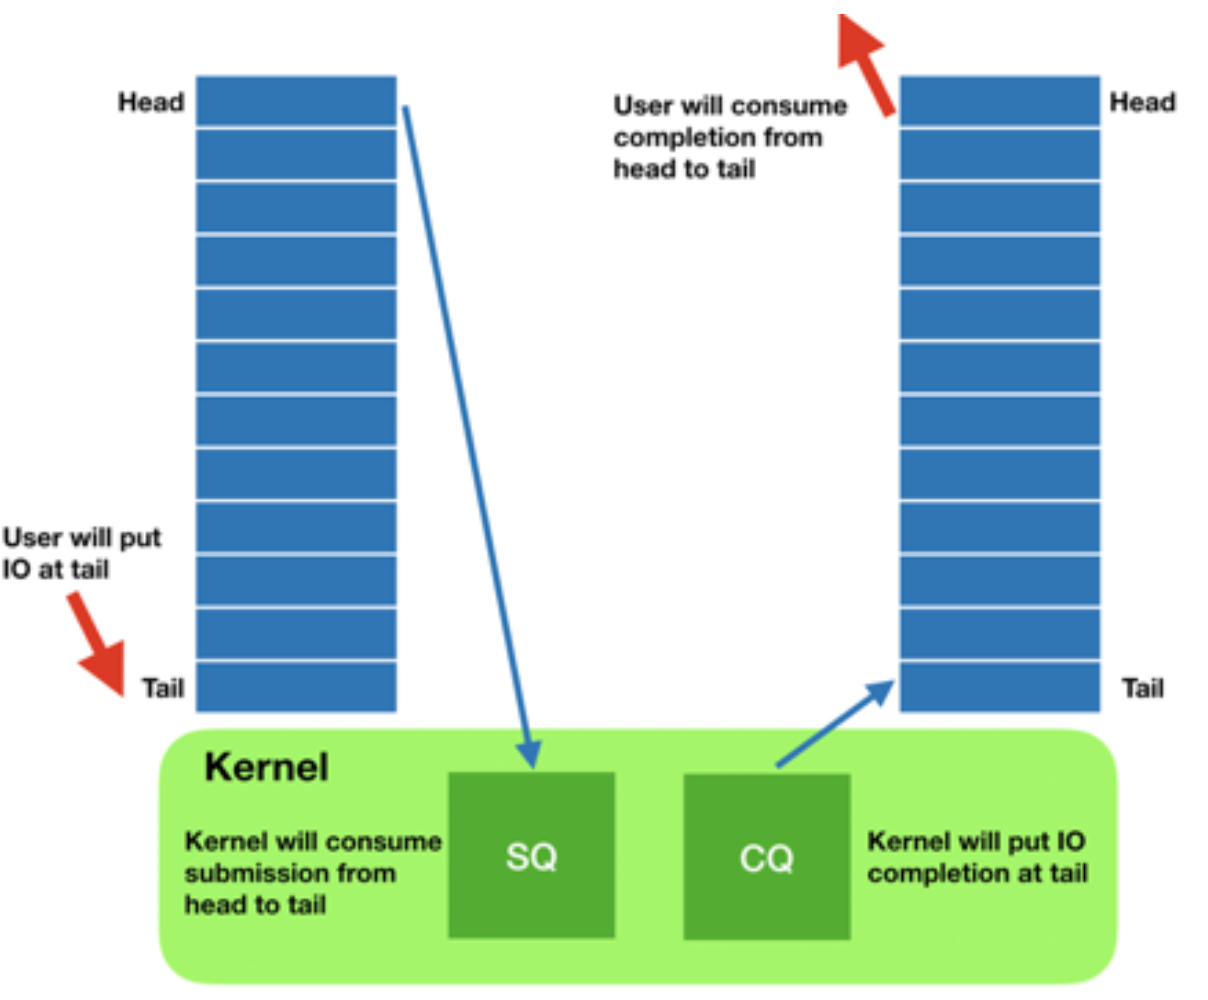 Head
User will consume
completion from
head to tail
Head
User will put
IO at tail
Tail
Tail
Kernel
Kernel will consume
submission from
head to tail
SQ
CQ
Kernel will put IO
completion at tail